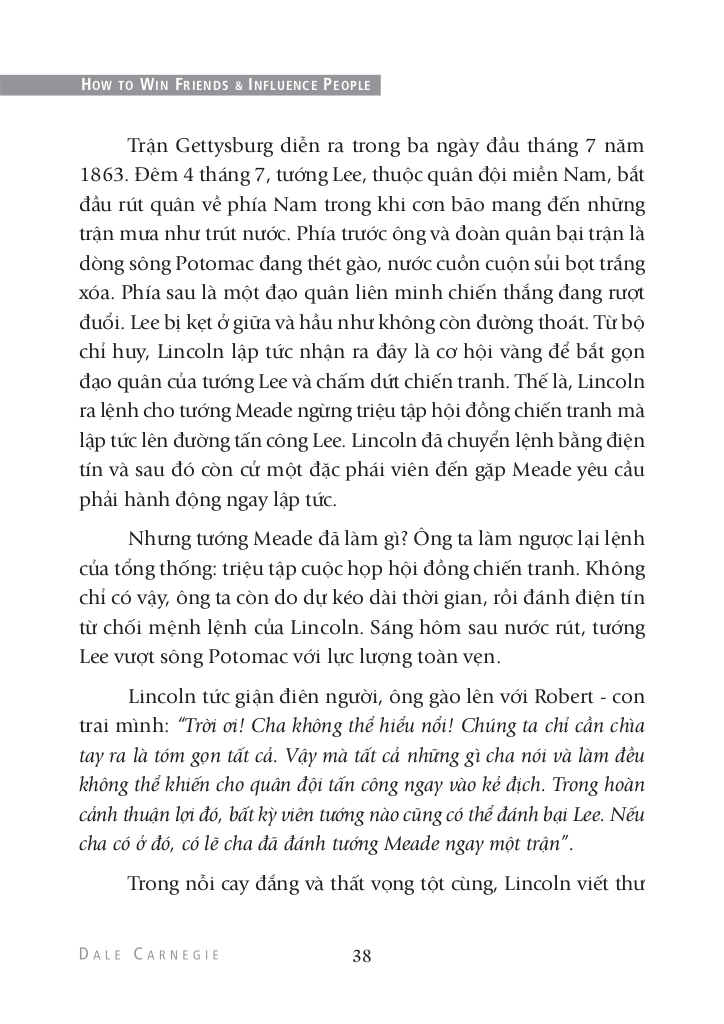 HOW TO WIN FRIENDS & INFLUENCE PEOPLE
Trận Gettysburg diễn ra trong ba ngày đầu tháng 7 năm
1863. Đêm 4 tháng 7, tướng Lee, thuộc quân đội miền Nam, bắt
đầu rút quân về phía Nam trong khi cơn bão mang đến những
trận mưa như trút nước. Phía trước ông và đoàn quân bại trận là
dòng sông Potomac đang thét gào, nước cuồn cuộn sủi bọt trắng
xóa. Phía sau là một đạo quân liên minh chiến thắng đang rượt
đuổi. Lee bị kẹt ở giữa và hầu như không còn đường thoát. Từ bộ
chỉ huy, Lincoln lập tức nhận ra đây là cơ hội vàng để bắt gọn
đạo quân của tướng Lee và chấm dứt chiến tranh. Thế là, Lincoln
ra lệnh cho tướng Meade ngừng triệu tập hội đồng chiến tranh mà
lập tức lên đường tấn công Lee. Lincoln đã chuyển lệnh bằng điện
tín và sau đó còn cử một đặc phái viên đến gặp Meade yêu cầu
phải hành động ngay lập tức.
Nhưng tướng Meade đã làm gì? Ông ta làm ngược lại lệnh
của tổng thống: triệu tập cuộc họp hội đồng chiến tranh. Không
chỉ có vậy, ông ta còn do dự kéo dài thời gian, rồi đánh điện tín
từ chối mệnh lệnh của Lincoln. Sáng hôm sau nước rút, tướng
Lee vượt sông Potomac với lực lượng toàn vẹn.
Lincoln tức giận điên người, ông gào lên với Robert - con
trai mình: “Trời ơi! Cha không thể hiểu nổi! Chúng ta chỉ cần chìa
tay ra là tóm gọn tất cả. Vậy mà tất cả những gì cha nói và làm đều
không thể khiến cho quân đội tấn công ngay vào kẻ địch. Trong hoàn
cảnh thuận lợi đó, bất kỳ viên tướng nào cũng có thể đánh bại Lee. Nếu
cha có ở đó, có lẽ cha đã đánh tướng Meade ngay một trận”.
Trong nỗi cay đắng và thất vọng tột cùng, Lincoln viết thư
DALE CARNEGIE
38